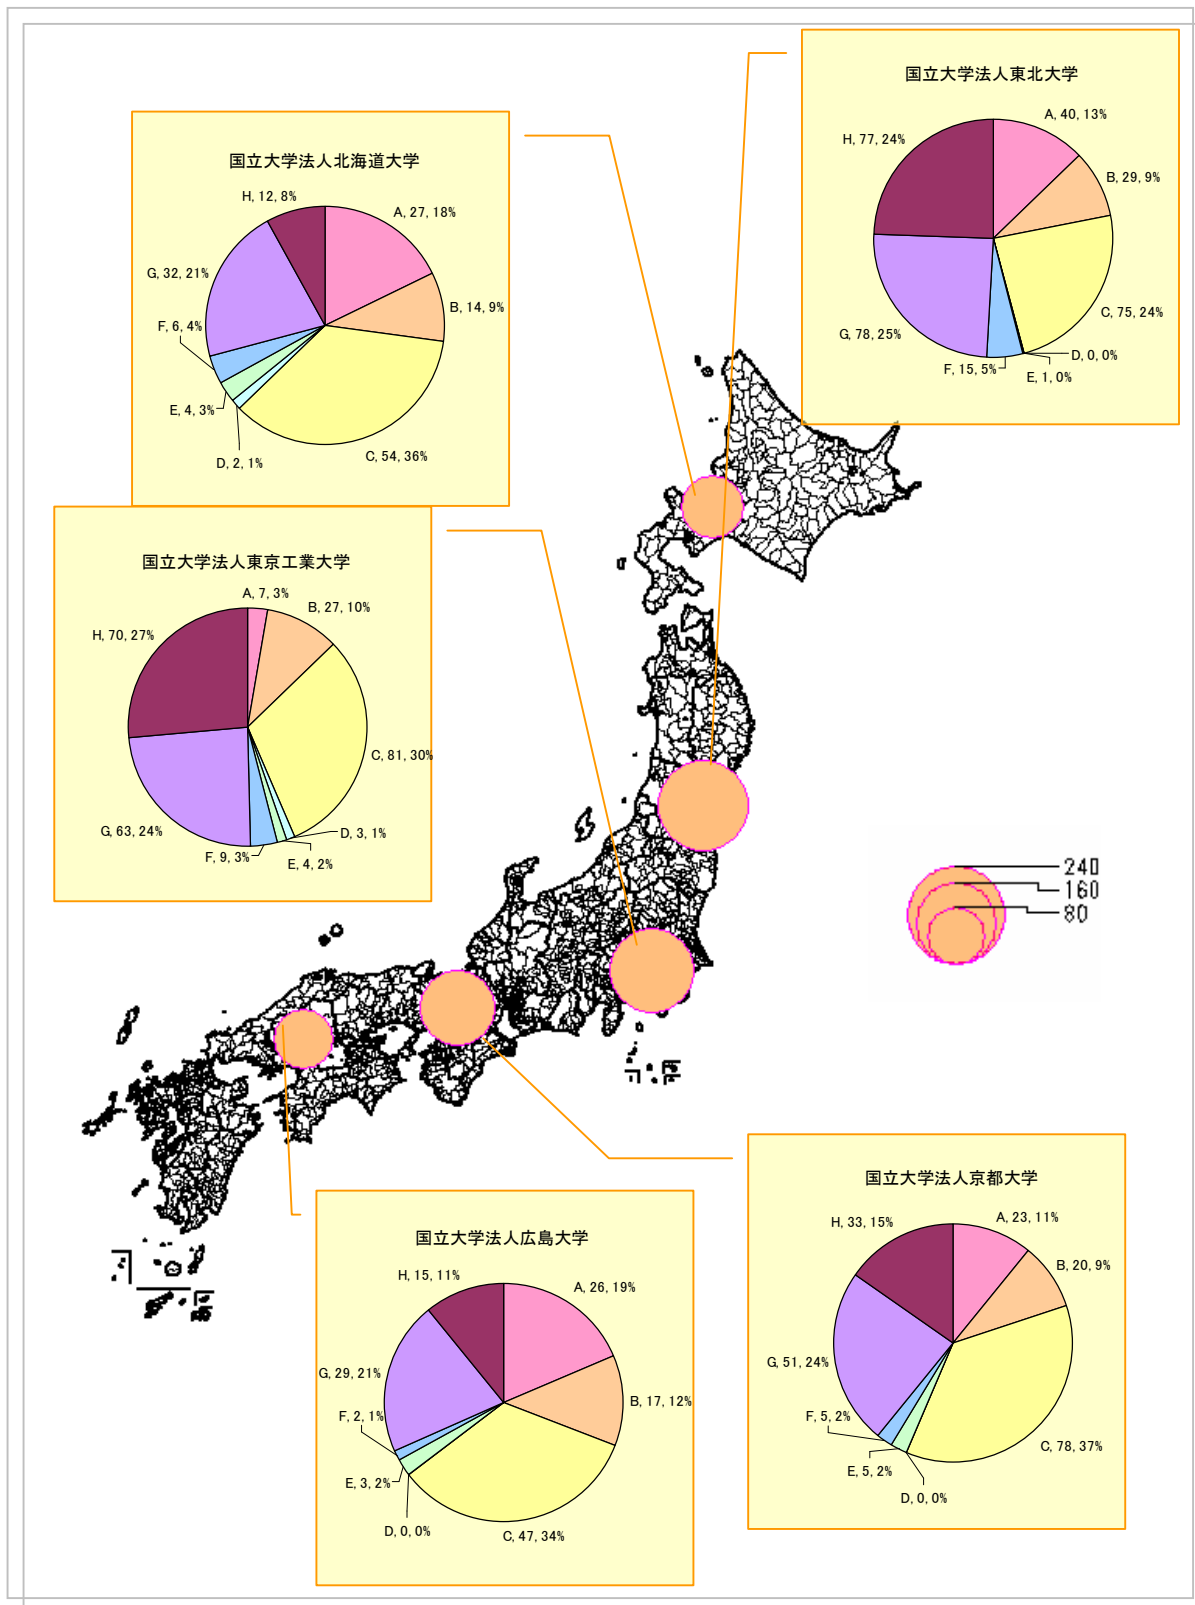 国立大学法人東北大学
A, 40, 13%
H, 77, 24%
B, 29, 9%
C, 75, 24%
G, 78, 25%
D, 0, 0%
F, 15, 5%
E, 1, 0%
国立大学法人北海道大学
H, 12, 8%
A, 27, 18%
G, 32, 21%
B, 14, 9%
F, 6, 4%
E, 4, 3%
C, 54, 36%
D, 2, 1%
国立大学法人東京工業大学
A, 7, 3%
B, 27, 10%
H, 70, 27%
C, 81, 30%
G, 63, 24%
D, 3, 1%
F, 9, 3%
E, 4, 2%
240
160
80
国立大学法人京都大学
A, 23, 11%
H, 33, 15%
B, 20, 9%
G, 51, 24%
F, 5, 2%
C, 78, 37%
E, 5, 2%
D, 0, 0%
国立大学法人広島大学
H, 15, 11%
A, 26, 19%
G, 29, 21%
B, 17, 12%
F, 2, 1%
E, 3, 2%
D, 0, 0%
C, 47, 34%